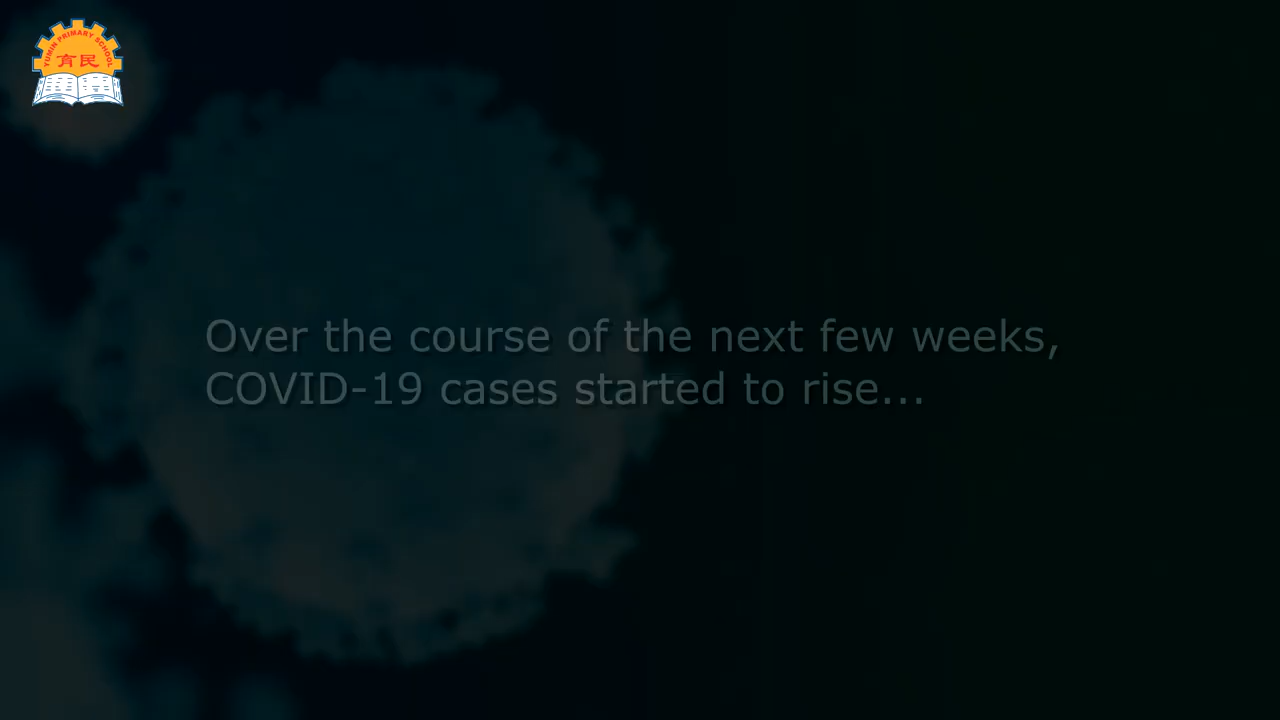 YUMIN PRIMARY SCHOOL
育民
Over the course of the next few weeks,
COVID-19 cases started to rise...